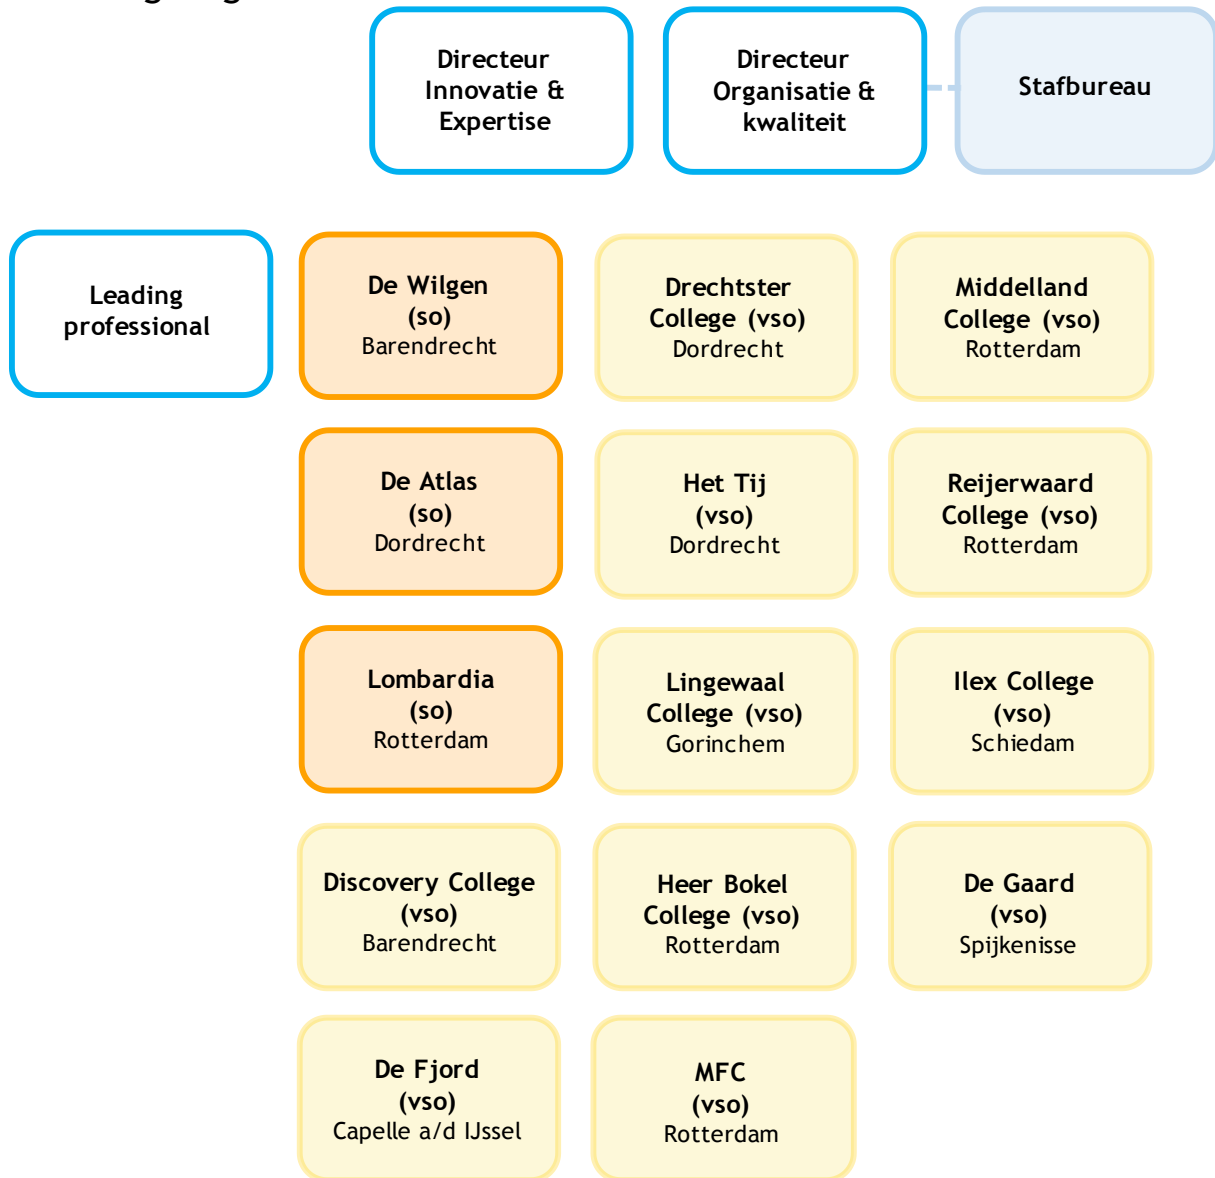 Directeur
Innovatie &
Expertise
Directeur
Organisatie &
kwaliteit
Stafbureau
Leading
professional
De Wilgen
(so)
Barendrecht
Drechtster
College (vso)
Dordrecht
Middelland
College (vso)
Rotterdam
De Atlas
(so)
Dordrecht
Het Tij
(vso)
Dordrecht
Reijerwaard
College (vso)
Rotterdam
Lombardia
(so)
Rotterdam
Lingewaal
College (vso)
Gorinchem
Ilex College
(vso)
Schiedam
Discovery College
(vso)
Barendrecht
Heer Bokel
College (vso)
Rotterdam
De Gaard
(vso)
Spijkenisse
De Fjord
(vso)
Capelle a/d IJssel
MFC
(vso)
Rotterdam